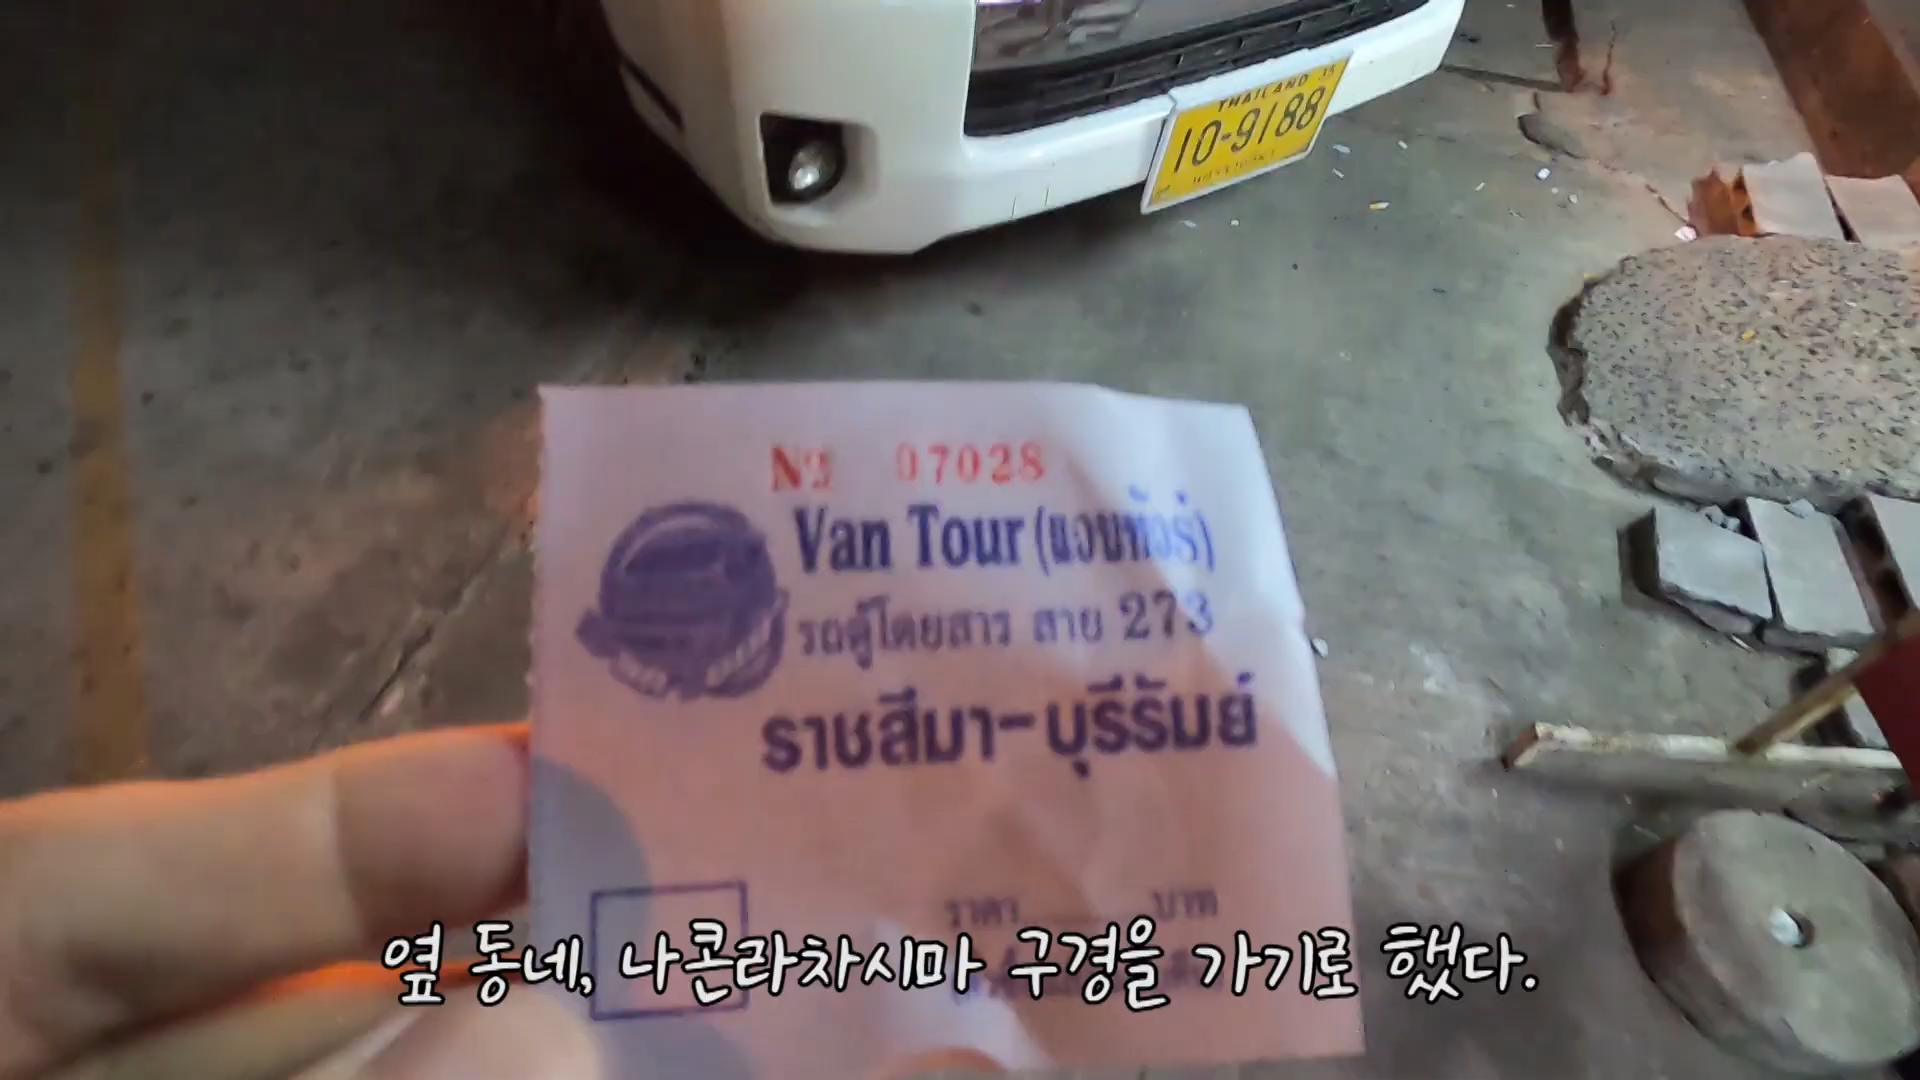 THAILAND
10-9188
№ 07028
Van Tour (แวนทัวร์)
รถตู้โดยสาร สาย 273
ราชสีมา-บุรีรัมย์
ราคา บาท
옆 동네, 나콘라차시마 구경을 가기로 했다.